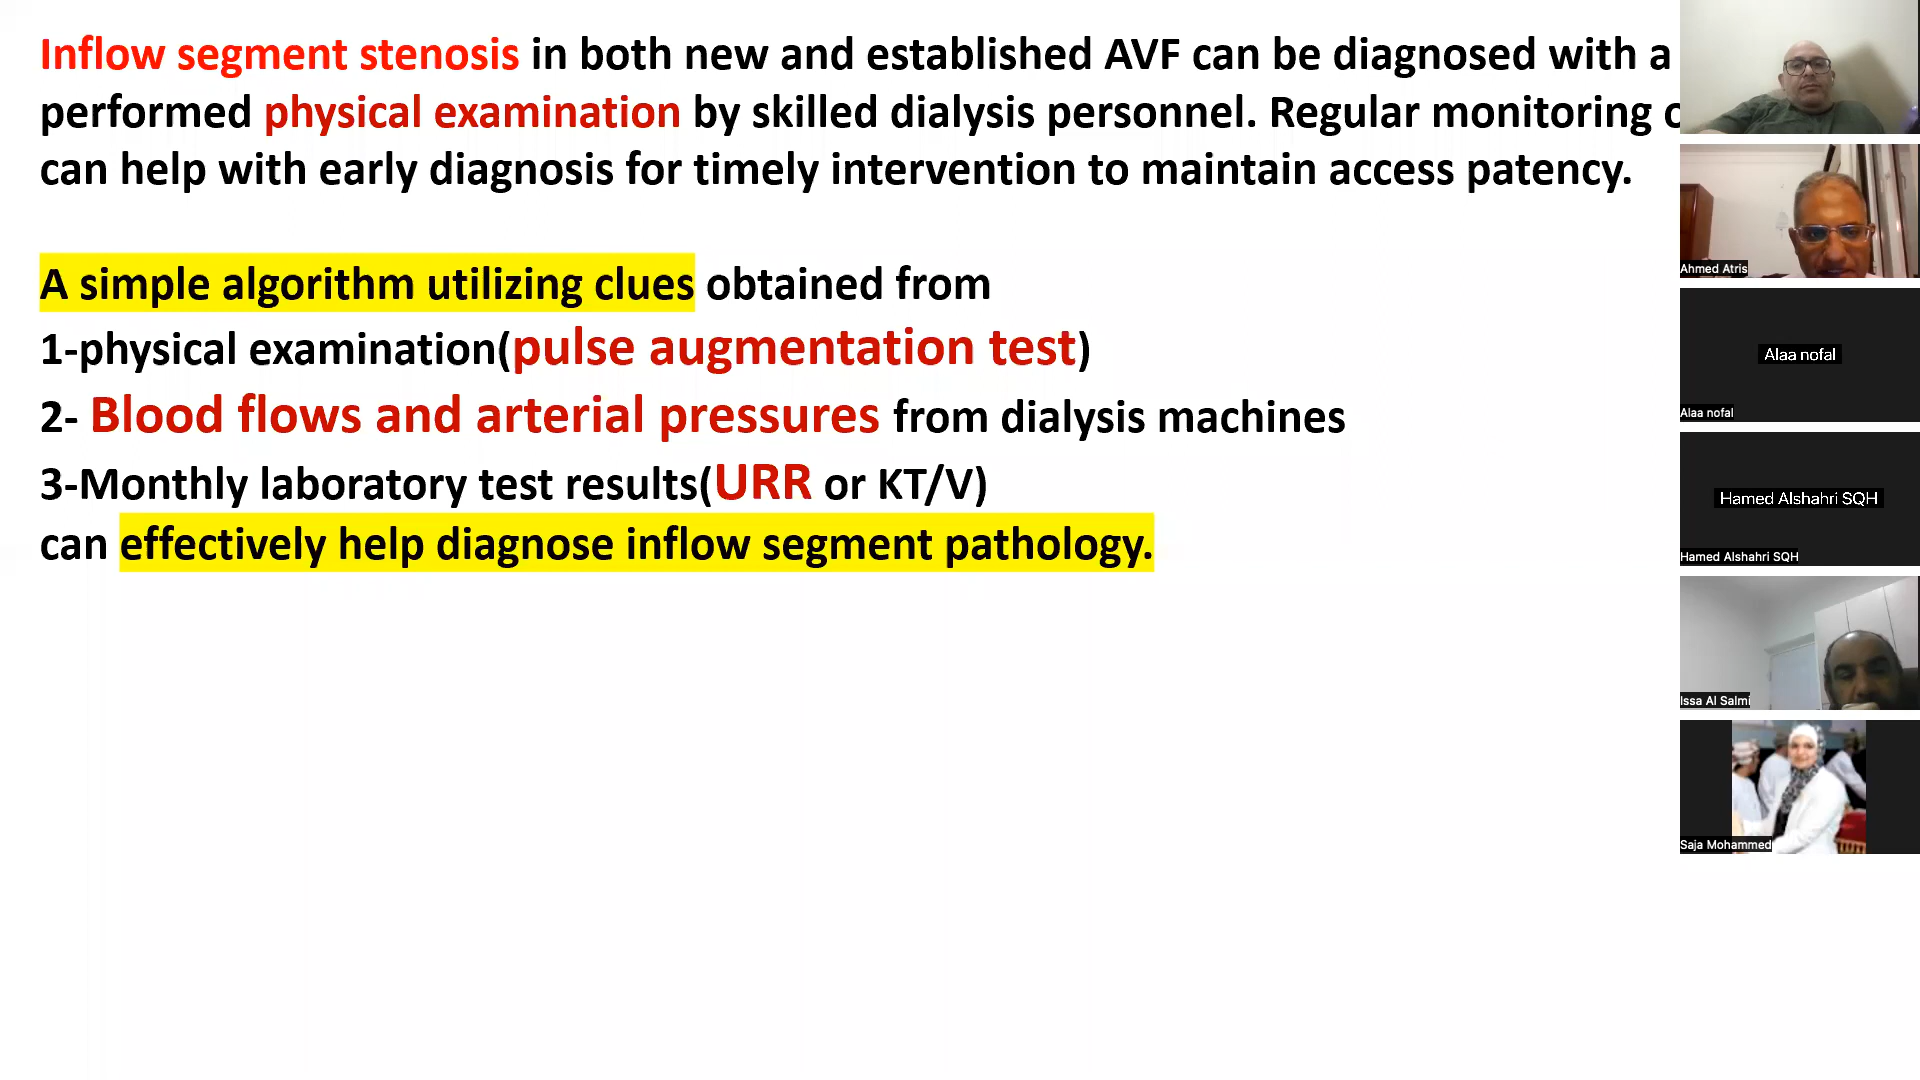 Inflow segment stenosis in both new and established AVF can be diagnosed with a
performed physical examination by skilled dialysis personnel. Regular monitoring
can help with early diagnosis for timely intervention to maintain access patency.
A simple algorithm utilizing clues obtained from
1-physical examination(pulse augmentation test)
2- Blood flows and arterial pressures from dialysis machines
3-Monthly laboratory test results(URR or KT/V)
can effectively help diagnose inflow segment pathology.
Ahmed Atris
Alaa nofal
Alaa nofal
Hamed Alshahri SQH
Hamed Alshahri SQH
Issa Al Salmi
Saja Mohammed